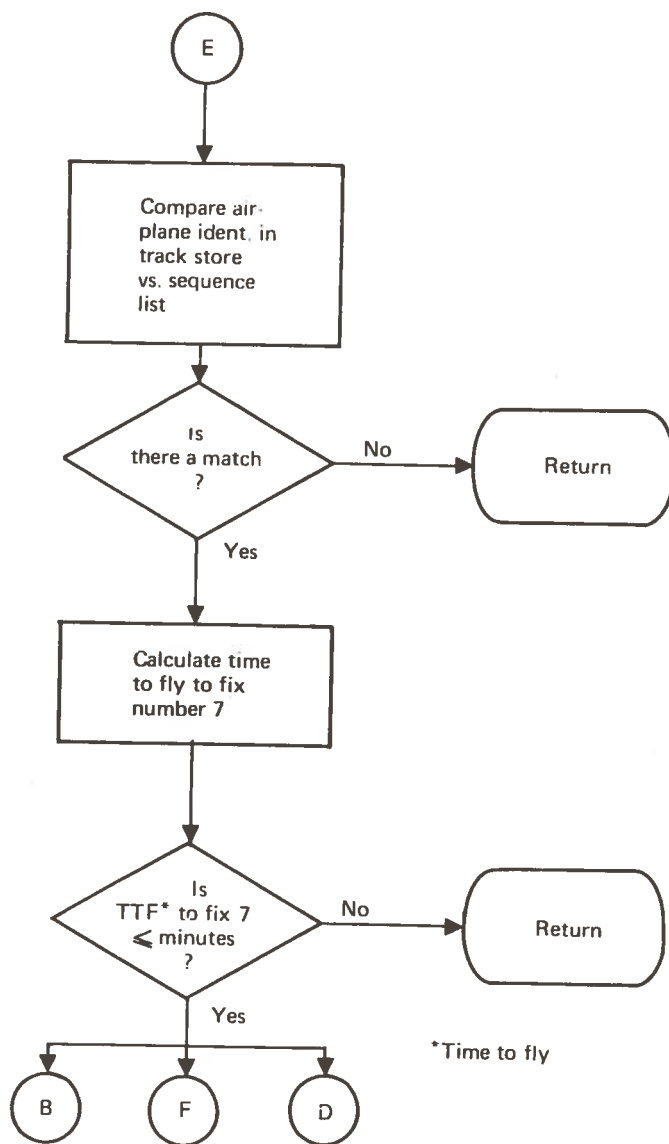 E
Compare air-
plane ident. in
track store
vs. sequence
list
Is
there a match
?
No
Return
Yes
Calculate time
to fly to fix
number 7
Is
TTF* to fix 7
⩽ minutes
?
No
Return
Yes
*Time to fly
B
F
D